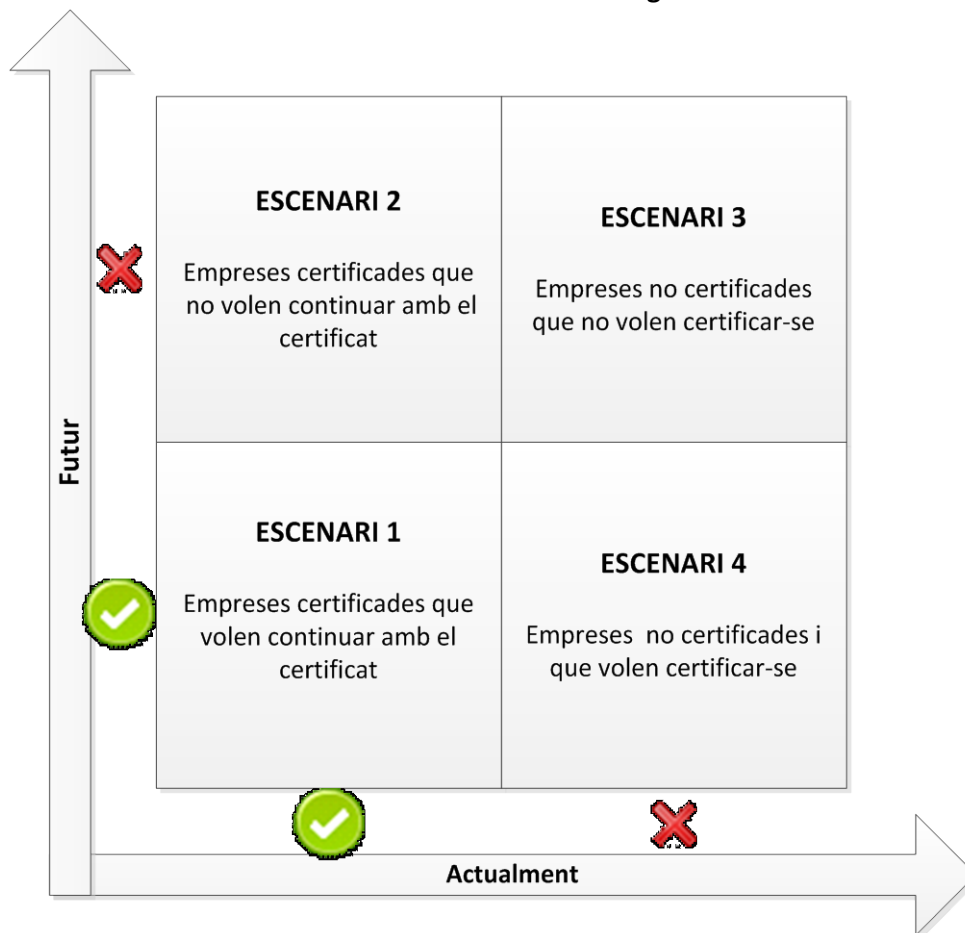 ESCENARI 2
Empreses certificades que
no volen continuar amb el
certificat
ESCENARI 3
Empreses no certificades
que no volen certificar-se
Futur
ESCENARI 1
Empreses certificades que
volen continuar amb el
certificat
ESCENARI 4
Empreses  no certificades i
que volen certificar-se
Actualment